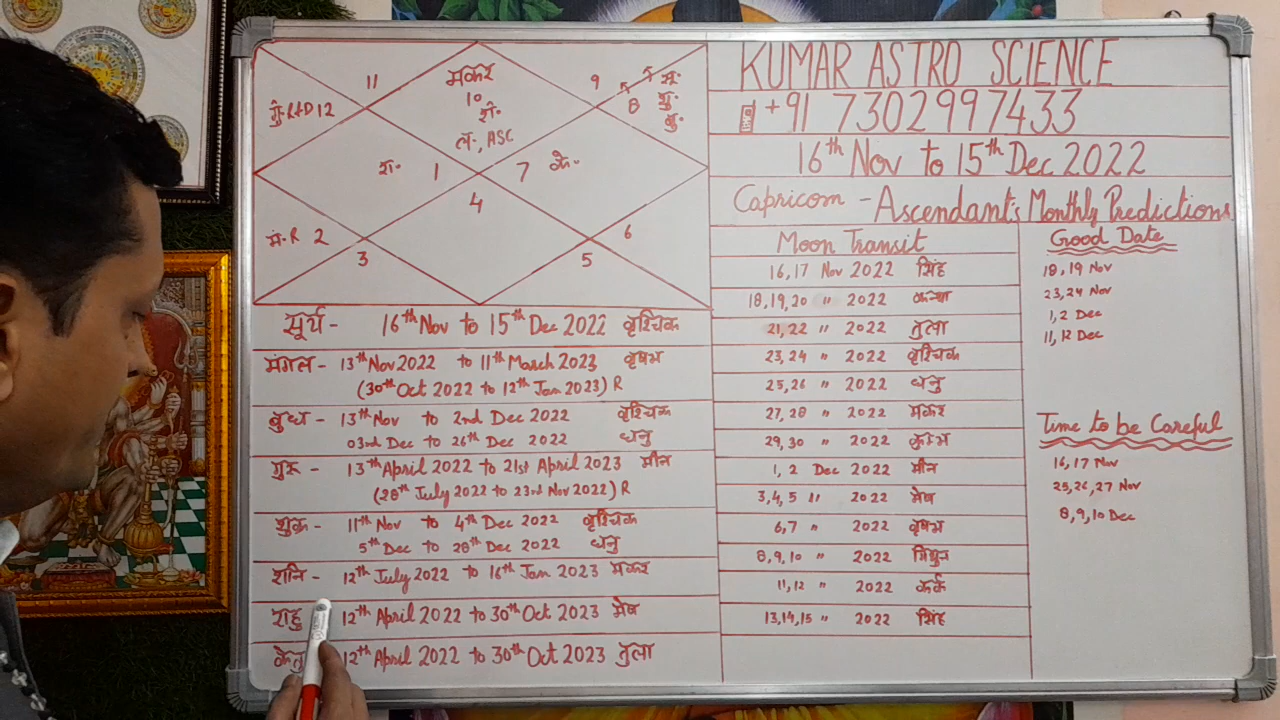 11
मकर
10
श.
ल., ASC
9
8
सू.
शु.
बु.
गु. R+D 12
1
7
के.
4
मं. R 2
3
5
6
सूर्य - 16th Nov to 15th Dec 2022 वृश्चिक
मंगल - 13th Nov 2022 to 11th March 2023 वृषभ
(30th Oct 2022 to 12th Jan 2023) R
बुध - 13th Nov to 2nd Dec 2022 वृश्चिक
03rd Dec to 26th Dec 2022 धनु
गुरू - 13th April 2022 to 21st April 2023 मीन
(28th July 2022 to 23rd Nov 2022) R
शुक्र - 11th Nov to 4th Dec 2022 वृश्चिक
5th Dec to 28th Dec 2022 धनु
शनि - 12th July 2022 to 16th Jan 2023 मकर
राहु 12th April 2022 to 30th Oct 2023 मेष
केतु 12th April 2022 to 30th Oct 2023 तुला
KUMAR ASTRO SCIENCE
+91 7302997433
16th Nov to 15th Dec 2022
Capricorn - Ascendant's Monthly Predictions
Moon Transit
16,17 Nov 2022 सिंह
18,19,20 " 2022 कन्या
21,22 " 2022 तुला
23,24 " 2022 वृश्चिक
25,26 " 2022 धनु
27,28 " 2022 मकर
29,30 " 2022 कुम्भ
1, 2 Dec 2022 मीन
3,4,5 " 2022 मेष
6,7 " 2022 वृषभ
8,9,10 " 2022 मिथुन
11,12 " 2022 कर्क
13,14,15 " 2022 सिंह
Good Date
18,19 Nov
23,24 Nov
1,2 Dec
11,12 Dec
Time to be Careful
16,17 Nov
25,26,27 Nov
8,9,10 Dec